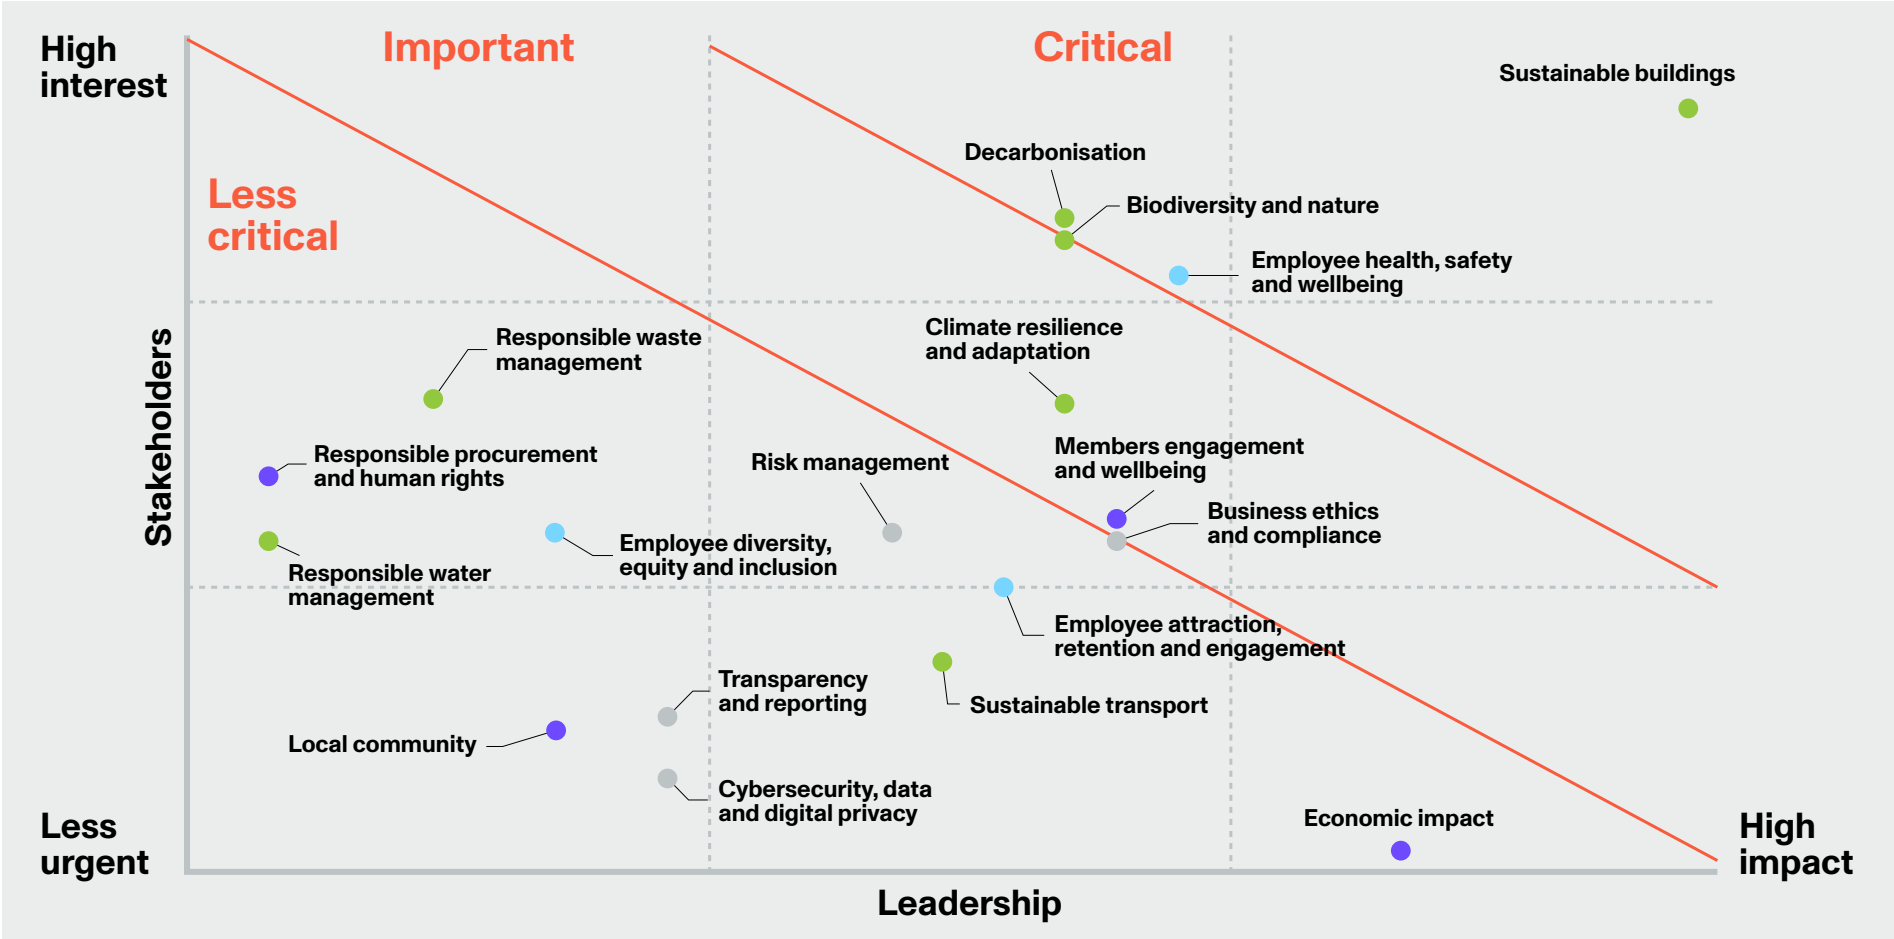 High
interest
Important
Critical
Sustainable buildings
Decarbonisation
Less
critical
Biodiversity and nature
Employee health, safety
and wellbeing
Climate resilience
and adaptation
Responsible waste
management
Stakeholders
Responsible procurement
and human rights
Risk management
Members engagement
and wellbeing
Business ethics
and compliance
Employee diversity,
equity and inclusion
Responsible water
management
Employee attraction,
retention and engagement
Transparency
and reporting
Sustainable transport
Local community
Cybersecurity, data
and digital privacy
Economic impact
Less
urgent
High
impact
Leadership